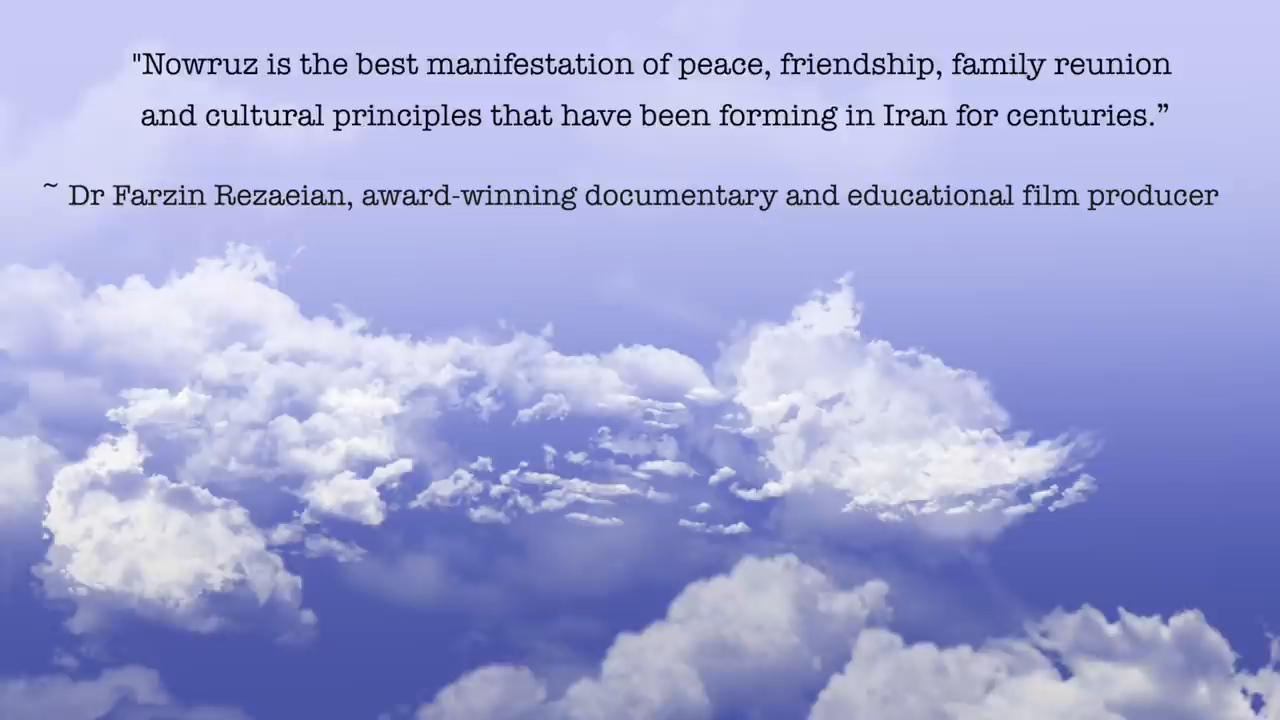 "Nowruz is the best manifestation of peace, friendship, family reunion
and cultural principles that have been forming in Iran for centuries.”
~ Dr Farzin Rezaeian, award-winning documentary and educational film producer